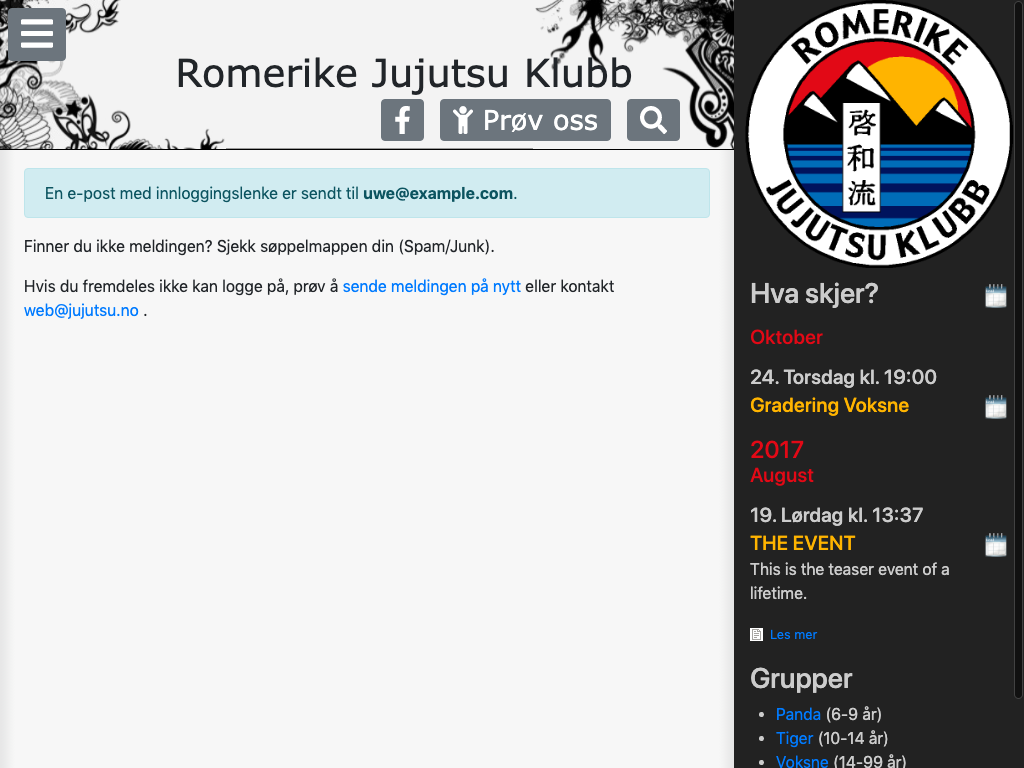 Romerike Jujutsu Klubb
Prøv oss
En e-post med innloggingslenke er sendt til uwe@example.com.
Finner du ikke meldingen? Sjekk søppelmappen din (Spam/Junk).
Hvis du fremdeles ikke kan logge på, prøv å sende meldingen på nytt eller kontakt
web@jujutsu.no .
ROMERIKE
啓和流
JUJUTSU KLUBB
Hva skjer?
Oktober
24. Torsdag kl. 19:00
Gradering Voksne
2017
August
19. Lørdag kl. 13:37
THE EVENT
This is the teaser event of a
lifetime.
Les mer
Grupper
Panda (6-9 år)
Tiger (10-14 år)
Voksne (14-99 år)